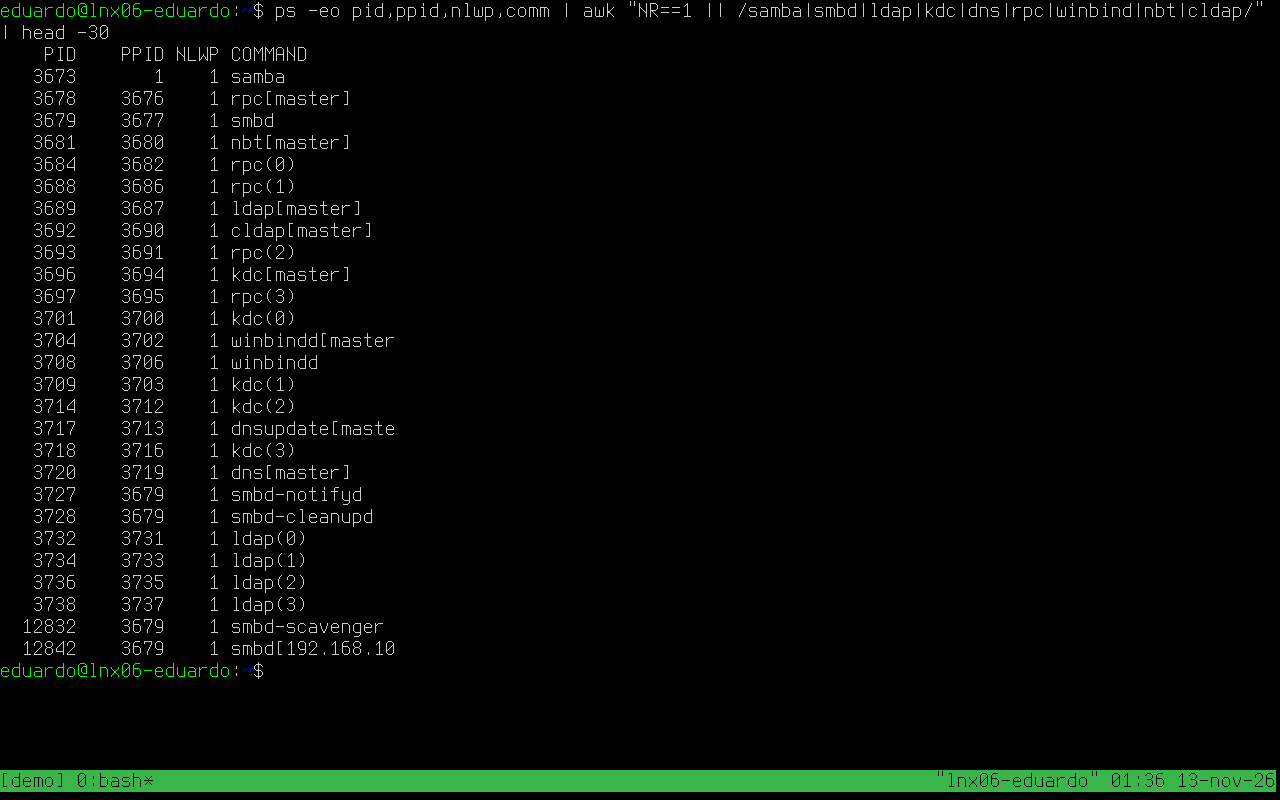 eduardo@lnx06-eduardo:~$ ps -eo pid,ppid,nlwp,comm | awk "NR==1 || /samba|smbd|ldap|kdc|dns|rpc|winbind|nbt|cldap/"
| head -30
    PID    PPID NLWP COMMAND
   3673       1    1 samba
   3678    3676    1 rpc[master]
   3679    3677    1 smbd
   3681    3680    1 nbt[master]
   3684    3682    1 rpc(0)
   3688    3686    1 rpc(1)
   3689    3687    1 ldap[master]
   3692    3690    1 cldap[master]
   3693    3691    1 rpc(2)
   3696    3694    1 kdc[master]
   3697    3695    1 rpc(3)
   3701    3700    1 kdc(0)
   3704    3702    1 winbindd[master
   3708    3706    1 winbindd
   3709    3703    1 kdc(1)
   3714    3712    1 kdc(2)
   3717    3713    1 dnsupdate[maste
   3718    3716    1 kdc(3)
   3720    3719    1 dns[master]
   3727    3679    1 smbd-notifyd
   3728    3679    1 smbd-cleanupd
   3732    3731    1 ldap(0)
   3734    3733    1 ldap(1)
   3736    3735    1 ldap(2)
   3738    3737    1 ldap(3)
  12832    3679    1 smbd-scavenger
  12842    3679    1 smbd[192.168.10
eduardo@lnx06-eduardo:~$
[demo] 0:bash* "lnx06-eduardo" 01:36 13-nov-26